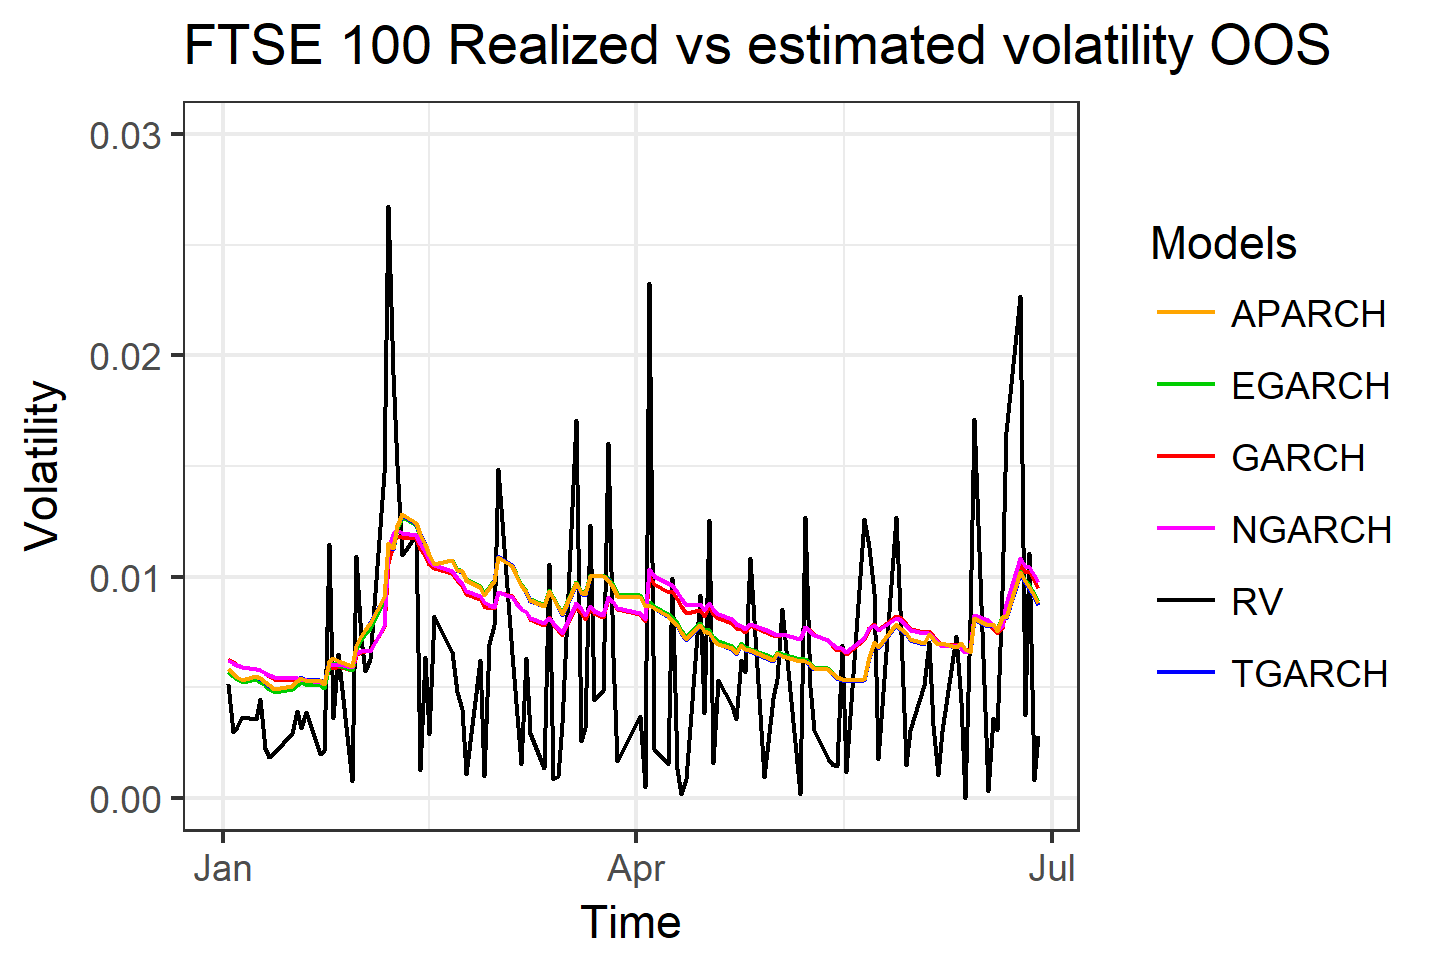 FTSE 100 Realized vs estimated volatility OOS
0.03
0.02
0.01
0.00
Volatility
Jan
Apr
Jul
Time
Models
APARCH
EGARCH
GARCH
NGARCH
RV
TGARCH